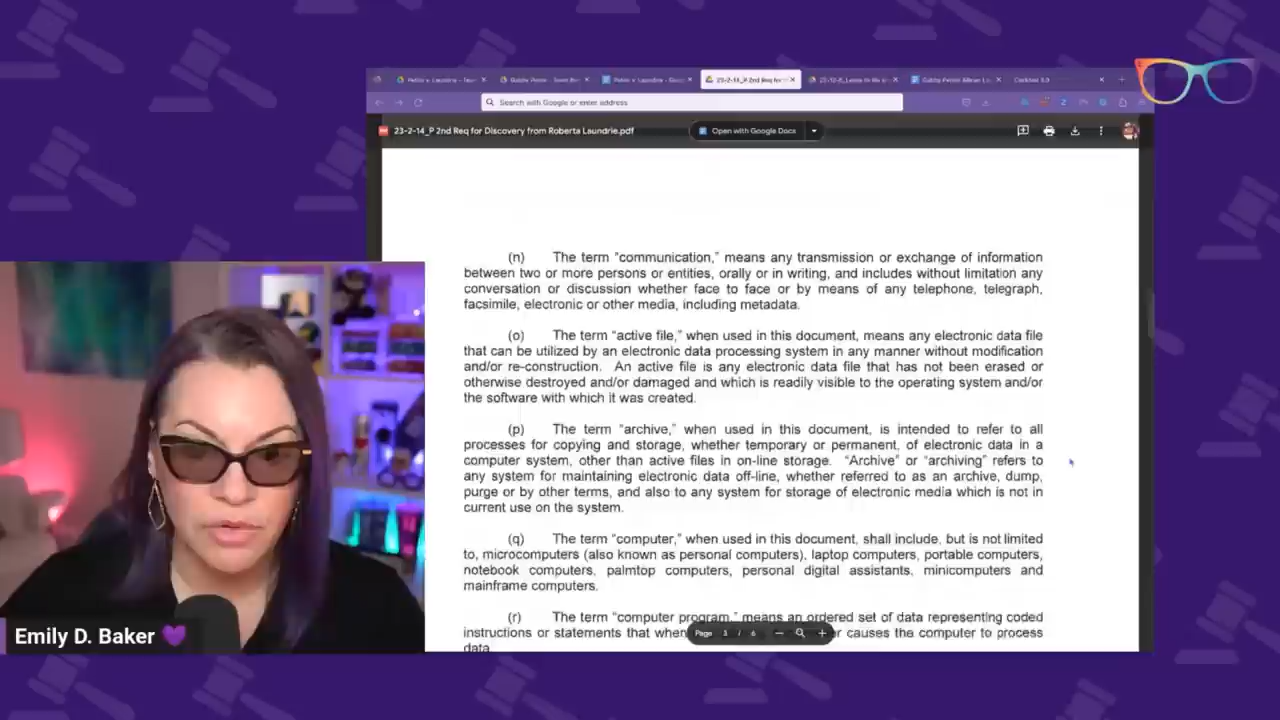 Search with Google or enter address
23-2-14_P 2nd Req for Discovery from Roberta Laundrie.pdf
Open with Google Docs
(n) The term “communication,” means any transmission or exchange of information
between two or more persons or entities, orally or in writing, and includes without limitation any
conversation or discussion whether face to face or by means of any telephone, telegraph,
facsimile, electronic or other media, including metadata.
(o) The term “active file,” when used in this document, means any electronic data file
that can be utilized by an electronic data processing system in any manner without modification
and/or re-construction. An active file is any electronic data file that has not been erased or
otherwise destroyed and/or damaged and which is readily visible to the operating system and/or
the software with which it was created.
(p) The term “archive,” when used in this document, is intended to refer to all
processes for copying and storage, whether temporary or permanent, of electronic data in a
computer system, other than active files in on-line storage. “Archive” or “archiving” refers to
any system for maintaining electronic data off-line, whether referred to as an archive, dump,
purge or by other terms, and also to any system for storage of electronic media which is not in
current use on the system.
(q) The term “computer,” when used in this document, shall include, but is not limited
to, microcomputers (also known as personal computers), laptop computers, portable computers,
notebook computers, palmtop computers, personal digital assistants, minicomputers and
mainframe computers.
(r) The term “computer program,” means an ordered set of data representing coded
instructions or statements that when causes the computer to process
data
Page 3 / 6
Emily D. Baker 💜